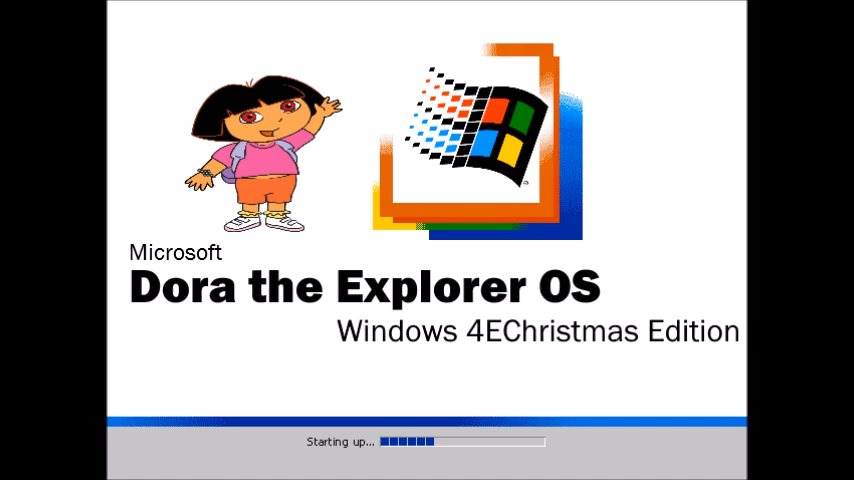 Microsoft
Dora the Explorer OS
Windows 4EChristmas Edition
Starting up...